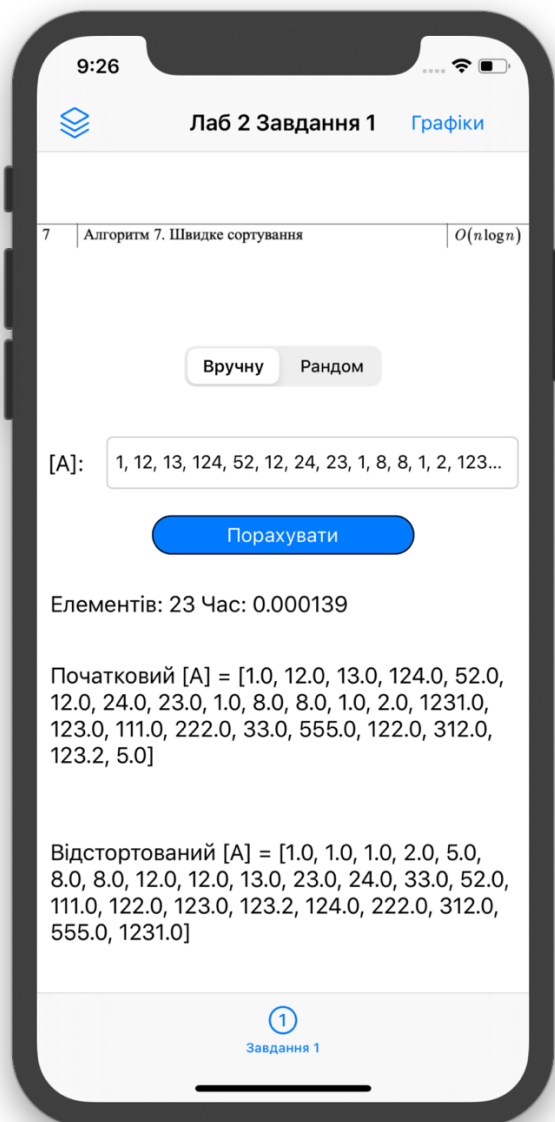 9:26
Лаб 2 Завдання 1 Графіки
7 Алгоритм 7. Швидке сортування O(n log n)
Вручну Рандом
[A]: 1, 12, 13, 124, 52, 12, 24, 23, 1, 8, 8, 1, 2, 123...
Порахувати
Елементів: 23 Час: 0.000139
Початковий [A] = [1.0, 12.0, 13.0, 124.0, 52.0,
12.0, 24.0, 23.0, 1.0, 8.0, 8.0, 1.0, 2.0, 1231.0,
123.0, 111.0, 222.0, 33.0, 555.0, 122.0, 312.0,
123.2, 5.0]
Відстортований [A] = [1.0, 1.0, 1.0, 2.0, 5.0,
8.0, 8.0, 12.0, 12.0, 13.0, 23.0, 24.0, 33.0, 52.0,
111.0, 122.0, 123.0, 123.2, 124.0, 222.0, 312.0,
555.0, 1231.0]
1
Завдання 1